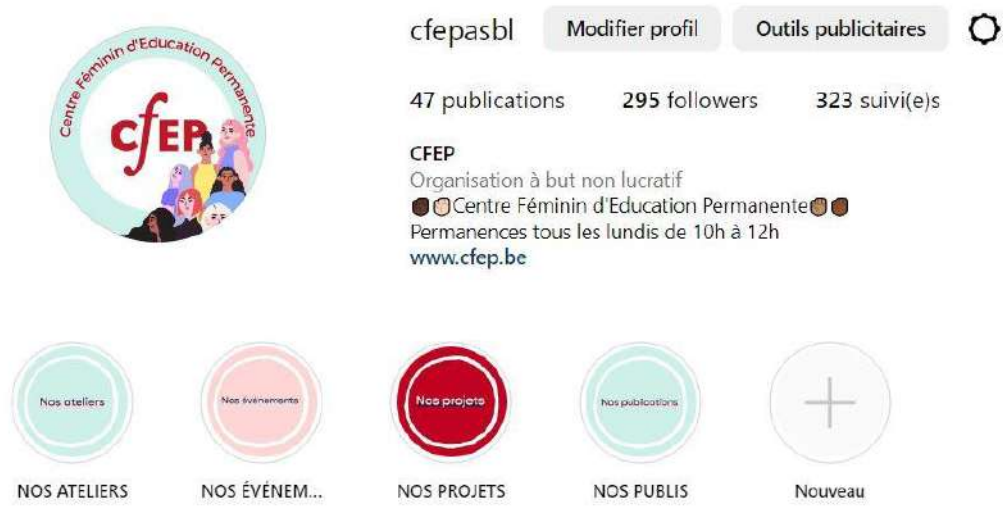 Centre Féminin d'Education Permanente
CFEP
cfepasbl Modifier profil Outils publicitaires
47 publications 295 followers 323 suivi(e)s
CFEP
Organisation à but non lucratif
✊🏿✊🏻Centre Féminin d'Education Permanente✊🏽✊🏾
Permanences tous les lundis de 10h à 12h
www.cfep.be
Nos ateliers Nos événements Nos projets Nos publications
NOS ATELIERS NOS ÉVÉNEM... NOS PROJETS NOS PUBLIS Nouveau